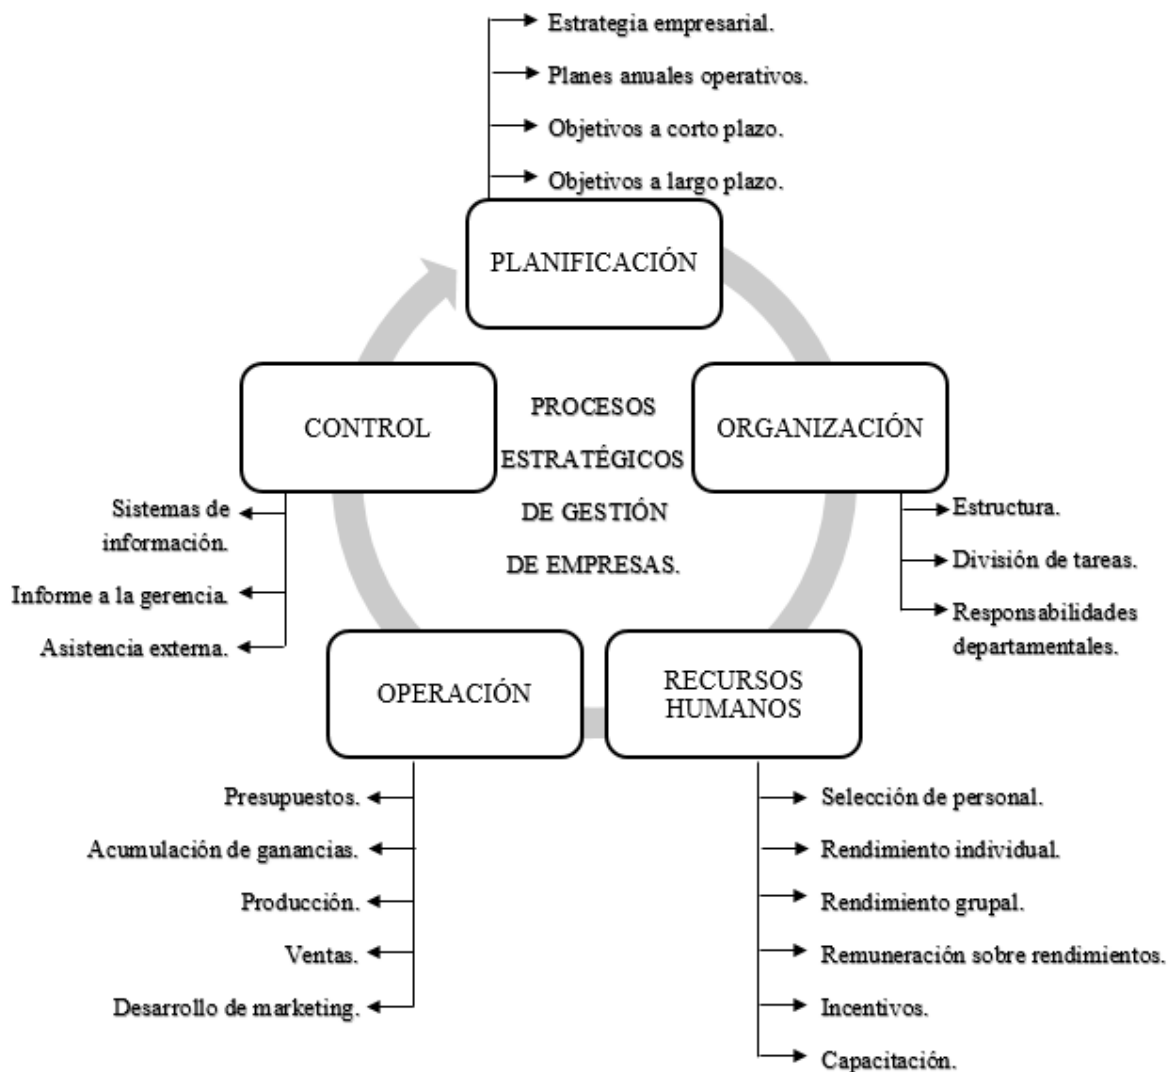 Estrategia empresarial.
Planes anuales operativos.
Objetivos a corto plazo.
Objetivos a largo plazo.
PLANIFICACIÓN
CONTROL
PROCESOS
ESTRATÉGICOS
DE GESTIÓN
DE EMPRESAS.
ORGANIZACIÓN
Sistemas de
información.
Informe a la gerencia.
Asistencia externa.
Estructura.
División de tareas.
Responsabilidades
departamentales.
OPERACIÓN
RECURSOS
HUMANOS
Presupuestos.
Acumulación de ganancias.
Producción.
Ventas.
Desarrollo de marketing.
Selección de personal.
Rendimiento individual.
Rendimiento grupal.
Remuneración sobre rendimientos.
Incentivos.
Capacitación.